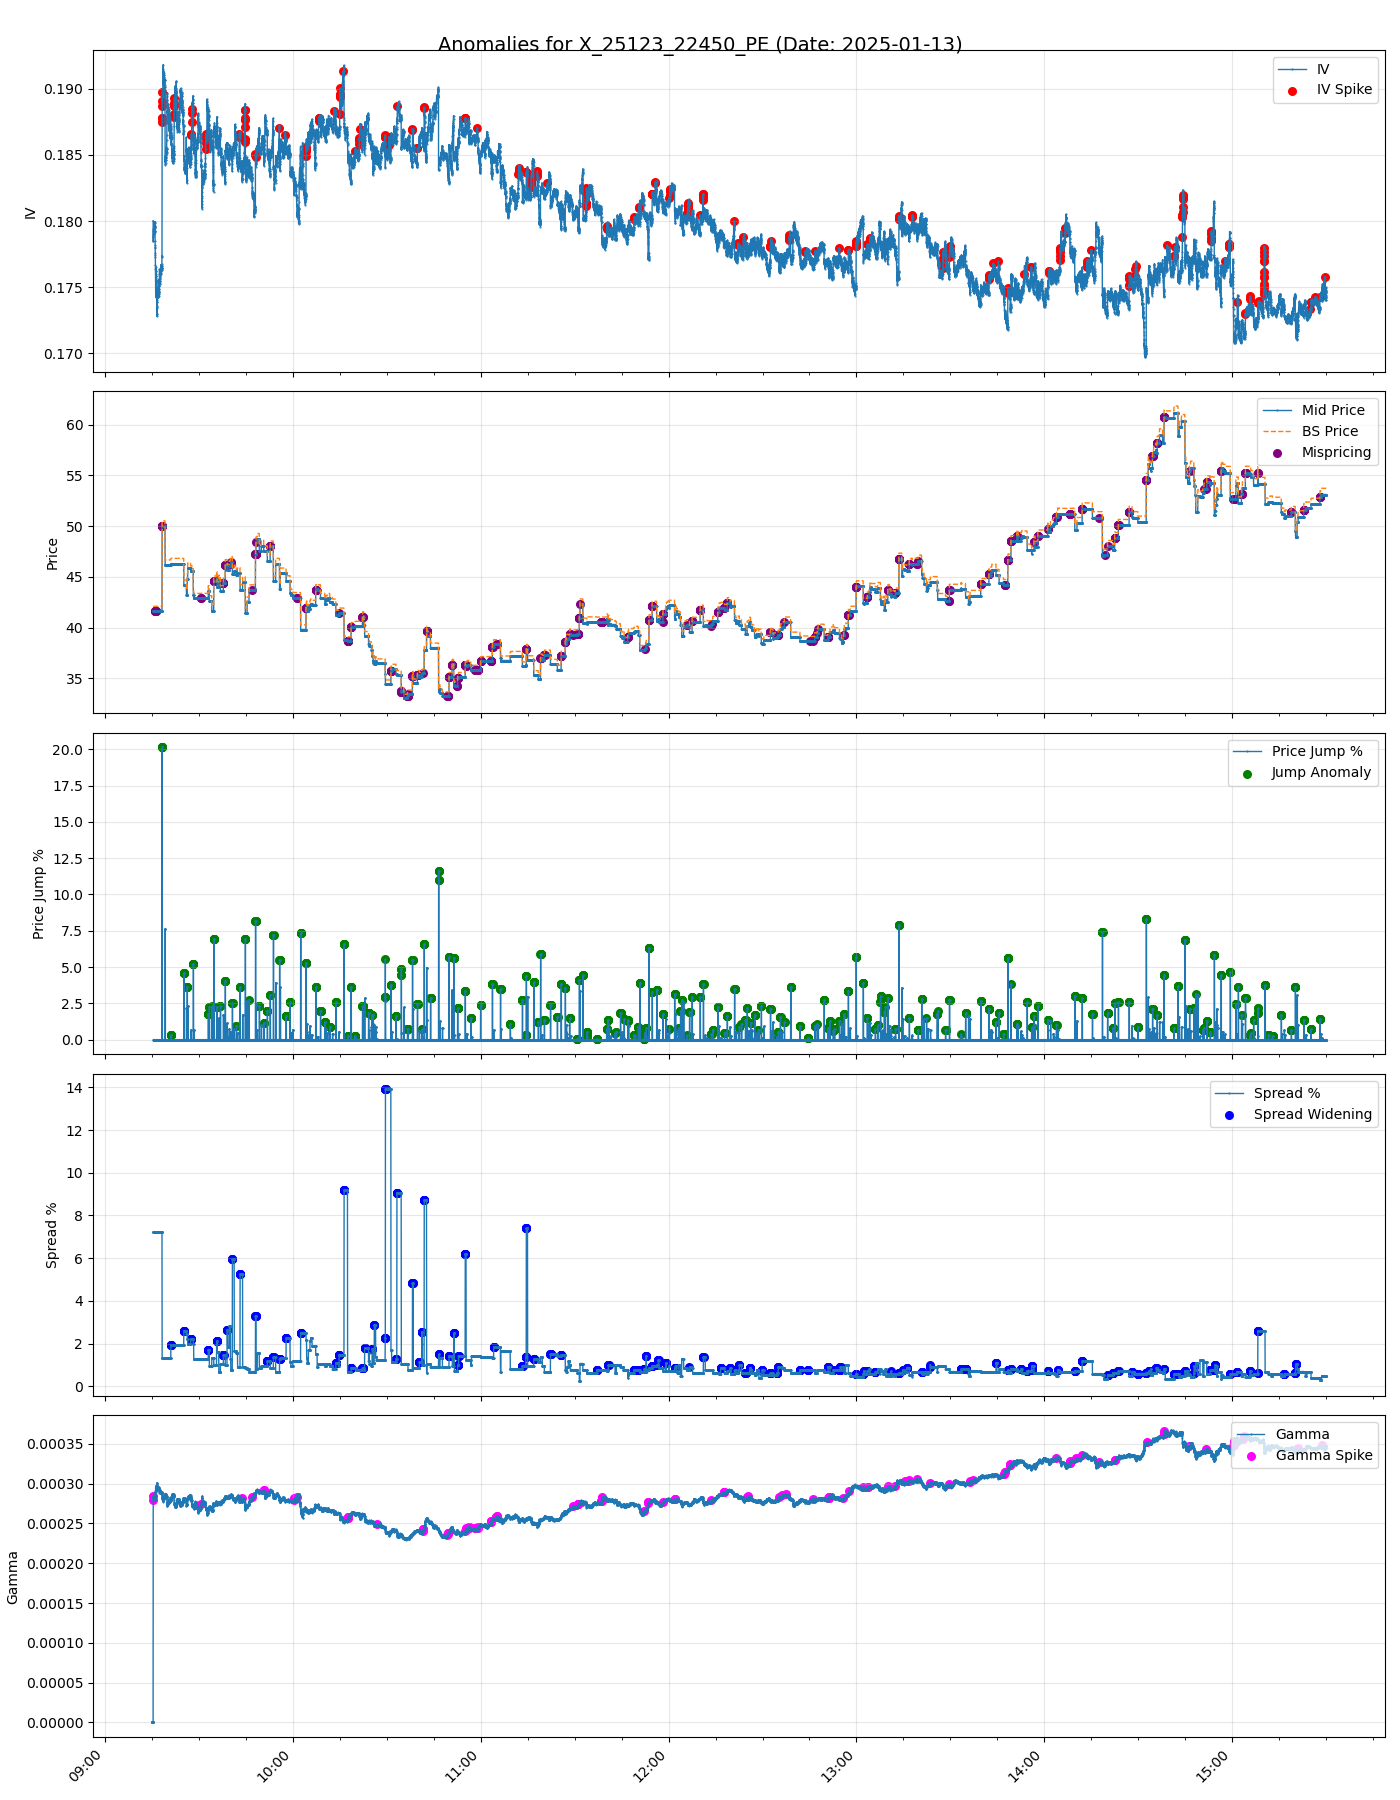 Anomalies for X_25123_22450_PE (Date: 2025-01-13)
IV
IV Spike
0.190
0.185
0.180
0.175
0.170
IV
Mid Price
BS Price
Mispricing
60
55
50
45
40
35
Price
Price Jump %
Jump Anomaly
20.0
17.5
15.0
12.5
10.0
7.5
5.0
2.5
0.0
Price Jump %
Spread %
Spread Widening
14
12
10
8
6
4
2
0
Spread %
Gamma
Gamma Spike
0.00035
0.00030
0.00025
0.00020
0.00015
0.00010
0.00005
0.00000
Gamma
09:00
10:00
11:00
12:00
13:00
14:00
15:00